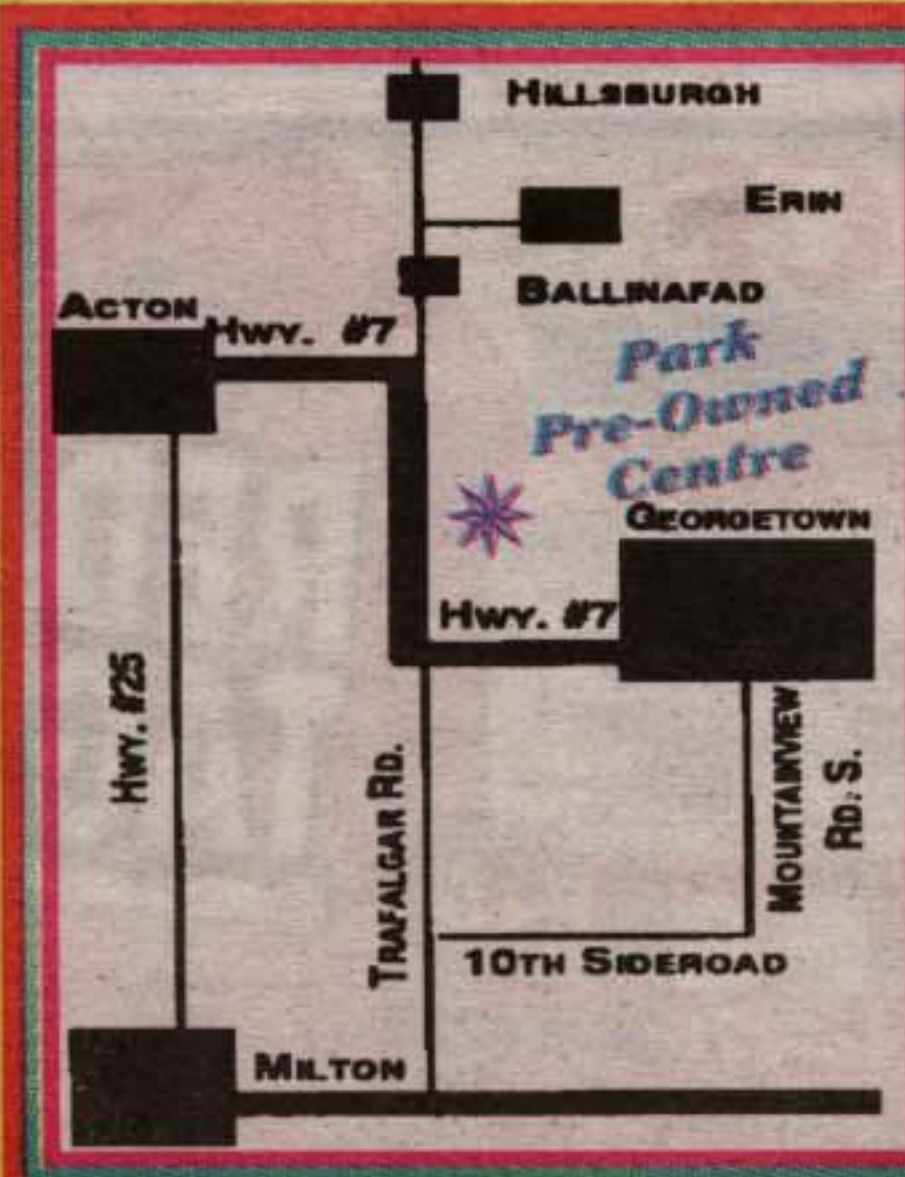 HILLSBURGH
ERIN
BALLINAFAD
ACTON
HWY. #7
Park
Pre-Owned
Centre
GEORGETOWN
HWY. #7
HWY. #25
TRAFALGAR RD.
MOUNTAINVIEW
RD. S.
10TH SIDEROAD
MILTON